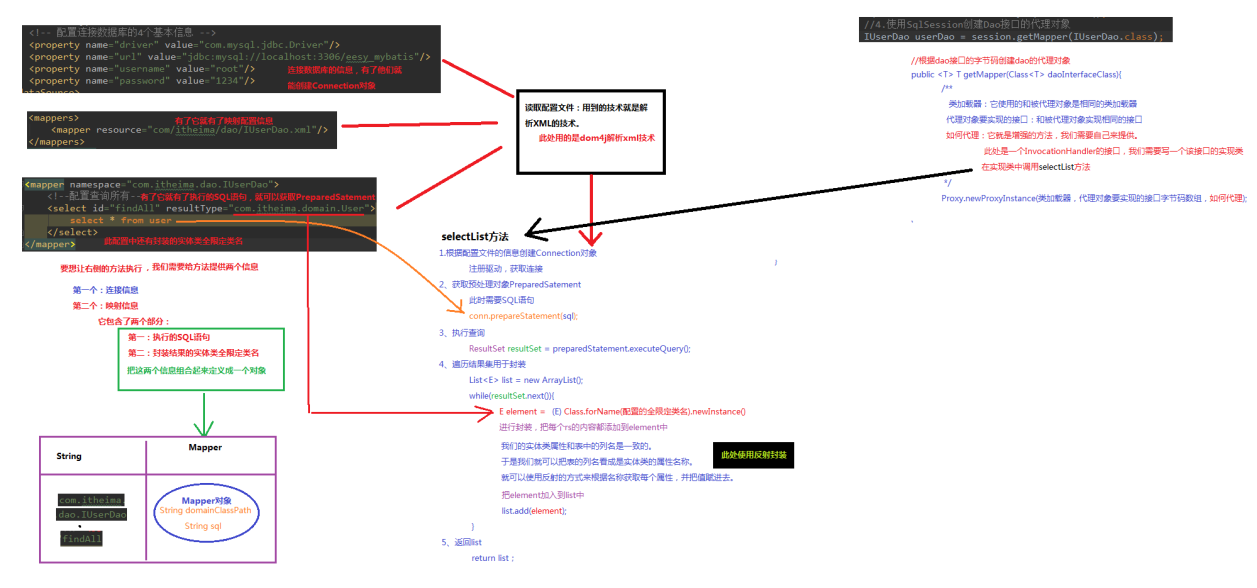 <!-- 配置连接数据库的4个基本信息 -->
<property name="driver" value="com.mysql.jdbc.Driver"/>
<property name="url" value="jdbc:mysql://localhost:3306/eesy_mybatis"/>
<property name="username" value="root"/>
<property name="password" value="1234"/>
连接数据库的信息，有了他们就
能创建Connection对象
ataSource>
<mappers>
有了它就有了映射配置信息
<mapper resource="com/itheima/dao/IUserDao.xml"/>
</mappers>
<mapper namespace="com.itheima.dao.IUserDao">
<!--配置查询所有--
有了它就有了执行的SQL语句，就可以获取PreparedStatement
<select id="findAll" resultType="com.itheima.domain.User">
select * from user
</select>
</mapper>
此配置中还有封装的实体类全限定类名
要想让右侧的方法执行，我们需要给方法提供两个信息
第一个：连接信息
第二个：映射信息
它包含了两个部分：
第一：执行的SQL语句
第二：封装结果的实体类全限定类名
把这两个信息组合起来定义成一个对象
String
Mapper
com.itheima.
dao.IUserDao
.
findAll
Mapper对象
String domainClassPath
String sql
读取配置文件：用到的技术就是解
析XML的技术。
此处用的是dom4j解析xml技术
selectList方法
1.根据配置文件的信息创建Connection对象
注册驱动，获取连接
2、获取预处理对象PreparedSatement
此时需要SQL语句
conn.prepareStatement(sql);
3、执行查询
ResultSet resultSet = preparedStatement.executeQuery();
4、遍历结果集用于封装
List<E> list = new ArrayList();
while(resultSet.next()){
E element = (E) Class.forName(配置的全限定类名).newInstance()
进行封装，把每个rs的内容都添加到element中
我们的实体类属性和表中的列名是一致的。
于是我们就可以把表的列名看成是实体类的属性名称。
就可以使用反射的方式来根据名称获取每个属性，并把值赋进去。
此处使用反射封装
把element加入到list中
list.add(element);
}
5、返回list
return list；
//4.使用SqlSession创建Dao接口的代理对象
IUserDao userDao = session.getMapper(IUserDao.class);
//根据dao接口的字节码创建dao的代理对象
public <T> T getMapper(Class<T> daoInterfaceClass){
/**
类加载器：它使用的和被代理对象是相同的类加载器
代理对象要实现的接口：和被代理对象实现相同的接口
如何代理：它就是增强的方法，我们需要自己来提供。
此处是一个InvocationHandler的接口，我们需要写一个该接口的实现类
在实现类中调用selectList方法
*/
Proxy.newProxyInstance(类加载器，代理对象要实现的接口字节码数组，如何代理);
}